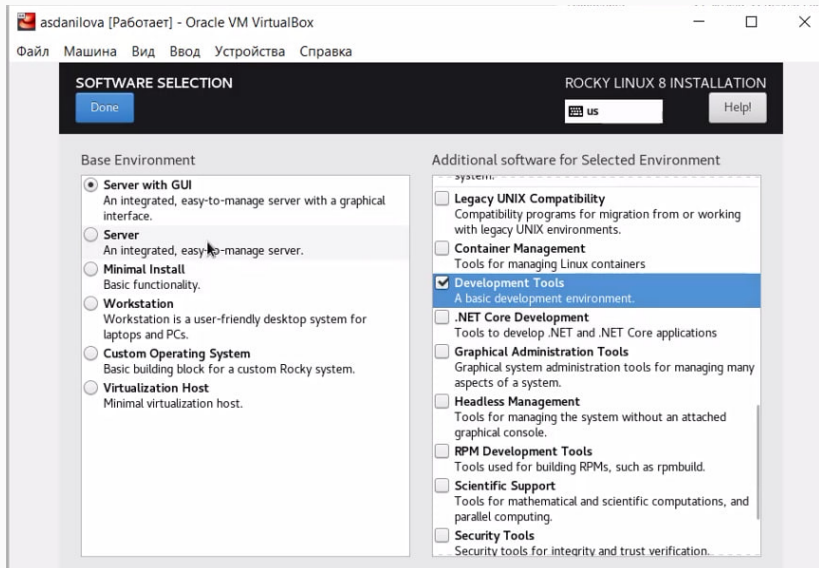 asdanilova [Работает] - Oracle VM VirtualBox
Файл Машина Вид Ввод Устройства Справка
SOFTWARE SELECTION
Done
ROCKY LINUX 8 INSTALLATION
us
Help!
Base Environment
Server with GUI
An integrated, easy-to-manage server with a graphical
interface.
Server
An integrated, easy-to-manage server.
Minimal Install
Basic functionality.
Workstation
Workstation is a user-friendly desktop system for
laptops and PCs.
Custom Operating System
Basic building block for a custom Rocky system.
Virtualization Host
Minimal virtualization host.
Additional software for Selected Environment
system.
Legacy UNIX Compatibility
Compatibility programs for migration from or working
with legacy UNIX environments.
Container Management
Tools for managing Linux containers
Development Tools
A basic development environment.
.NET Core Development
Tools to develop .NET and .NET Core applications
Graphical Administration Tools
Graphical system administration tools for managing many
aspects of a system.
Headless Management
Tools for managing the system without an attached
graphical console.
RPM Development Tools
Tools used for building RPMs, such as rpmbuild.
Scientific Support
Tools for mathematical and scientific computations, and
parallel computing.
Security Tools
Security tools for integrity and trust verification.